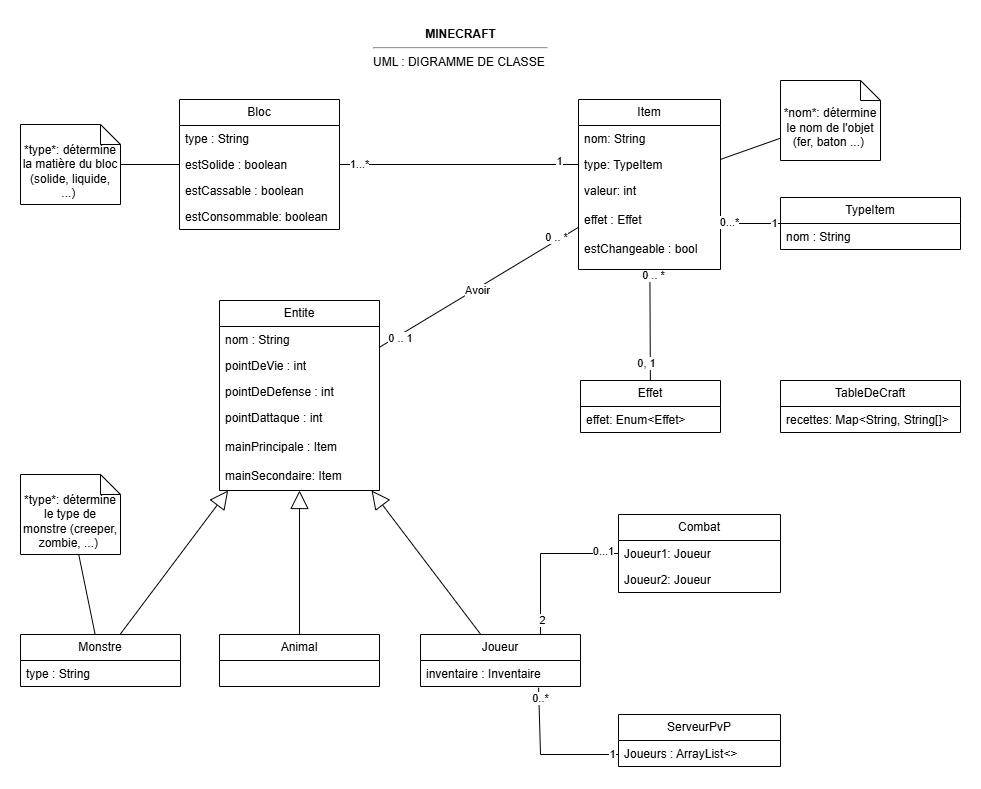 MINECRAFT
UML : DIGRAMME DE CLASSE
*type*: détermine
la matière du bloc
(solide, liquide,
...)
Bloc
type : String
estSolide : boolean
estCassable : boolean
estConsommable: boolean
1...*
1
Item
nom: String
type: TypeItem
valeur: int
effet : Effet
estChangeable : bool
*nom*: détermine
le nom de l'objet
(fer, baton ...)
0...*
1
TypeItem
nom : String
0 .. *
Avoir
0 .. 1
0 .. *
0, 1
Entite
nom : String
pointDeVie : int
pointDeDefense : int
pointDattaque : int
mainPrincipale : Item
mainSecondaire: Item
Effet
effet: Enum<Effet>
TableDeCraft
recettes: Map<String, String[]>
*type*: détermine
le type de
monstre (creeper,
zombie, ...)
Combat
Joueur1: Joueur
Joueur2: Joueur
0...1
2
Monstre
type : String
Animal
Joueur
inventaire : Inventaire
0..*
1
ServeurPvP
Joueurs : ArrayList<>